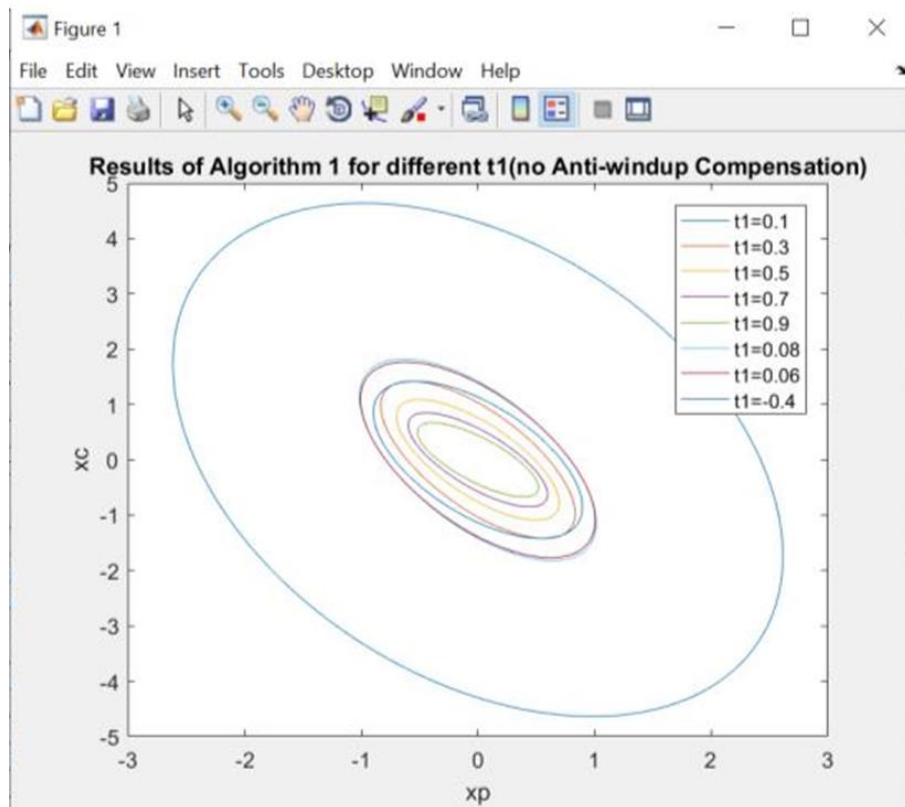 Figure 1
File Edit View Insert Tools Desktop Window Help
Results of Algorithm 1 for different t1(no Anti-windup Compensation)
5
4
3
2
1
0
-1
-2
-3
-4
-5
xc
-3 -2 -1 0 1 2 3
xp
t1=0.1
t1=0.3
t1=0.5
t1=0.7
t1=0.9
t1=0.08
t1=0.06
t1=-0.4